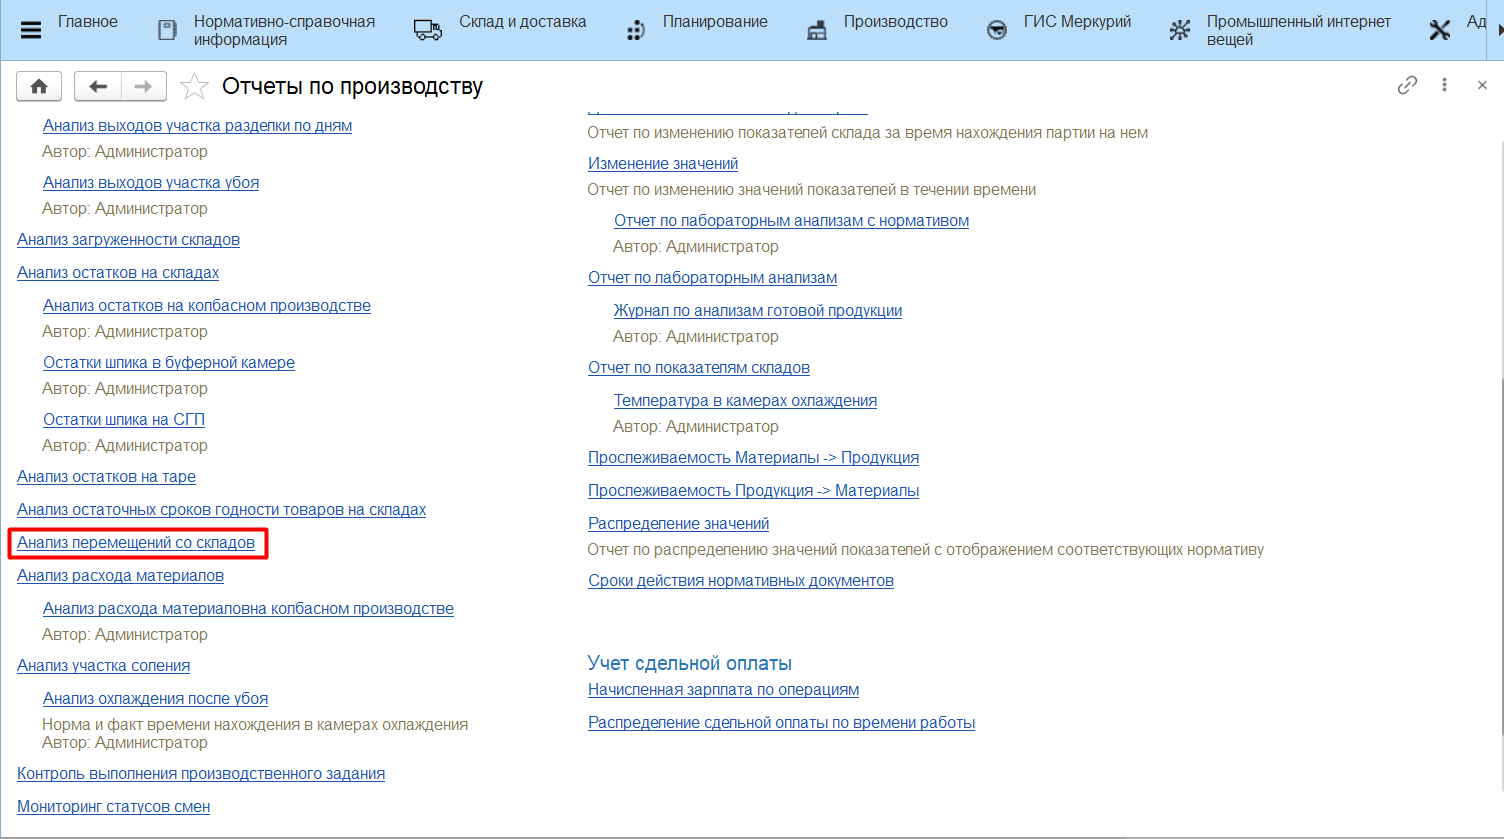 Главное
Нормативно-справочная
информация
Склад и доставка
Планирование
Производство
ГИС Меркурий
Промышленный интернет
вещей
Ад
Отчеты по производству
Анализ выходов участка разделки по дням
Автор: Администратор
Анализ выходов участка убоя
Автор: Администратор
Анализ загруженности складов
Анализ остатков на складах
Анализ остатков на колбасном производстве
Автор: Администратор
Остатки шпика в буферной камере
Автор: Администратор
Остатки шпика на СГП
Автор: Администратор
Анализ остатков на таре
Анализ остаточных сроков годности товаров на складах
Анализ перемещений со складов
Анализ расхода материалов
Анализ расхода материаловна колбасном производстве
Автор: Администратор
Анализ участка соления
Анализ охлаждения после убоя
Норма и факт времени нахождения в камерах охлаждения
Автор: Администратор
Контроль выполнения производственного задания
Мониторинг статусов смен
Отчет по изменению показателей склада за время нахождения партии на нем
Изменение значений
Отчет по изменению значений показателей в течении времени
Отчет по лабораторным анализам с нормативом
Автор: Администратор
Отчет по лабораторным анализам
Журнал по анализам готовой продукции
Автор: Администратор
Отчет по показателям складов
Температура в камерах охлаждения
Автор: Администратор
Прослеживаемость Материалы -> Продукция
Прослеживаемость Продукция -> Материалы
Распределение значений
Отчет по распределению значений показателей с отображением соответствующих нормативу
Сроки действия нормативных документов
Учет сдельной оплаты
Начисленная зарплата по операциям
Распределение сдельной оплаты по времени работы